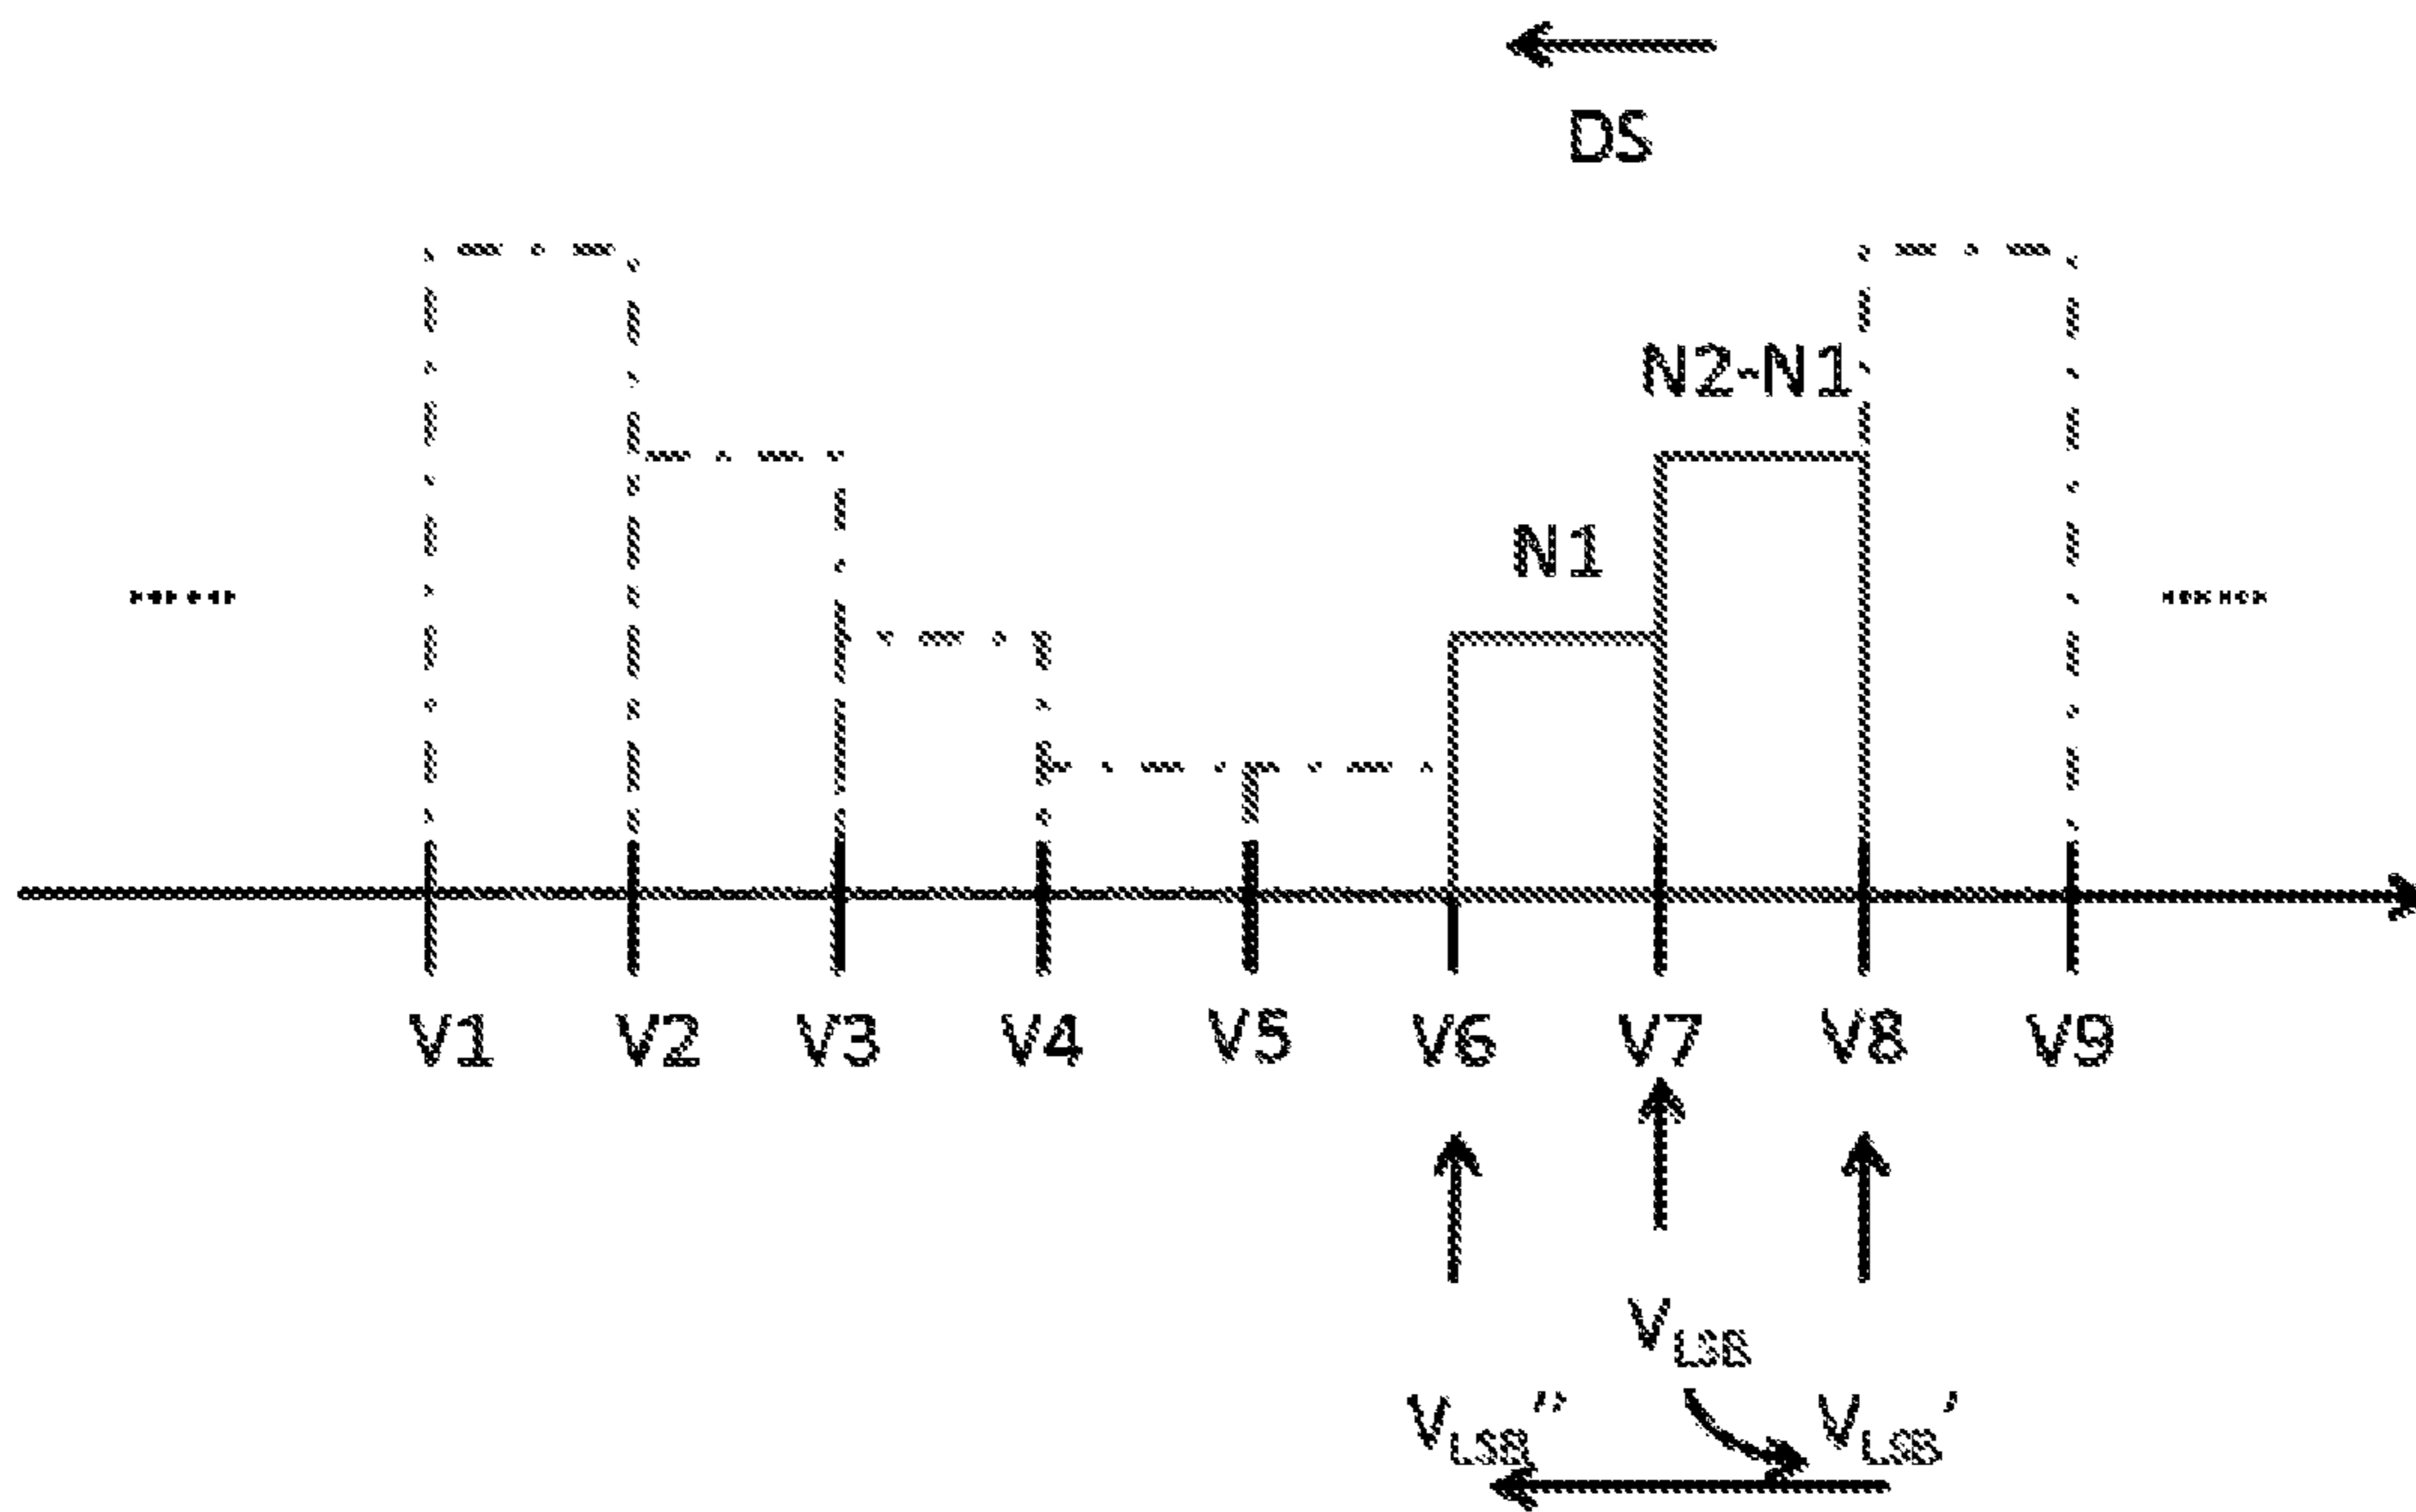 DS
N2-N1
N1
...... ......
V1 V2 V3 V4 V5 V6 V7 V8 V9
VLSB
VLSB'' VLSB'